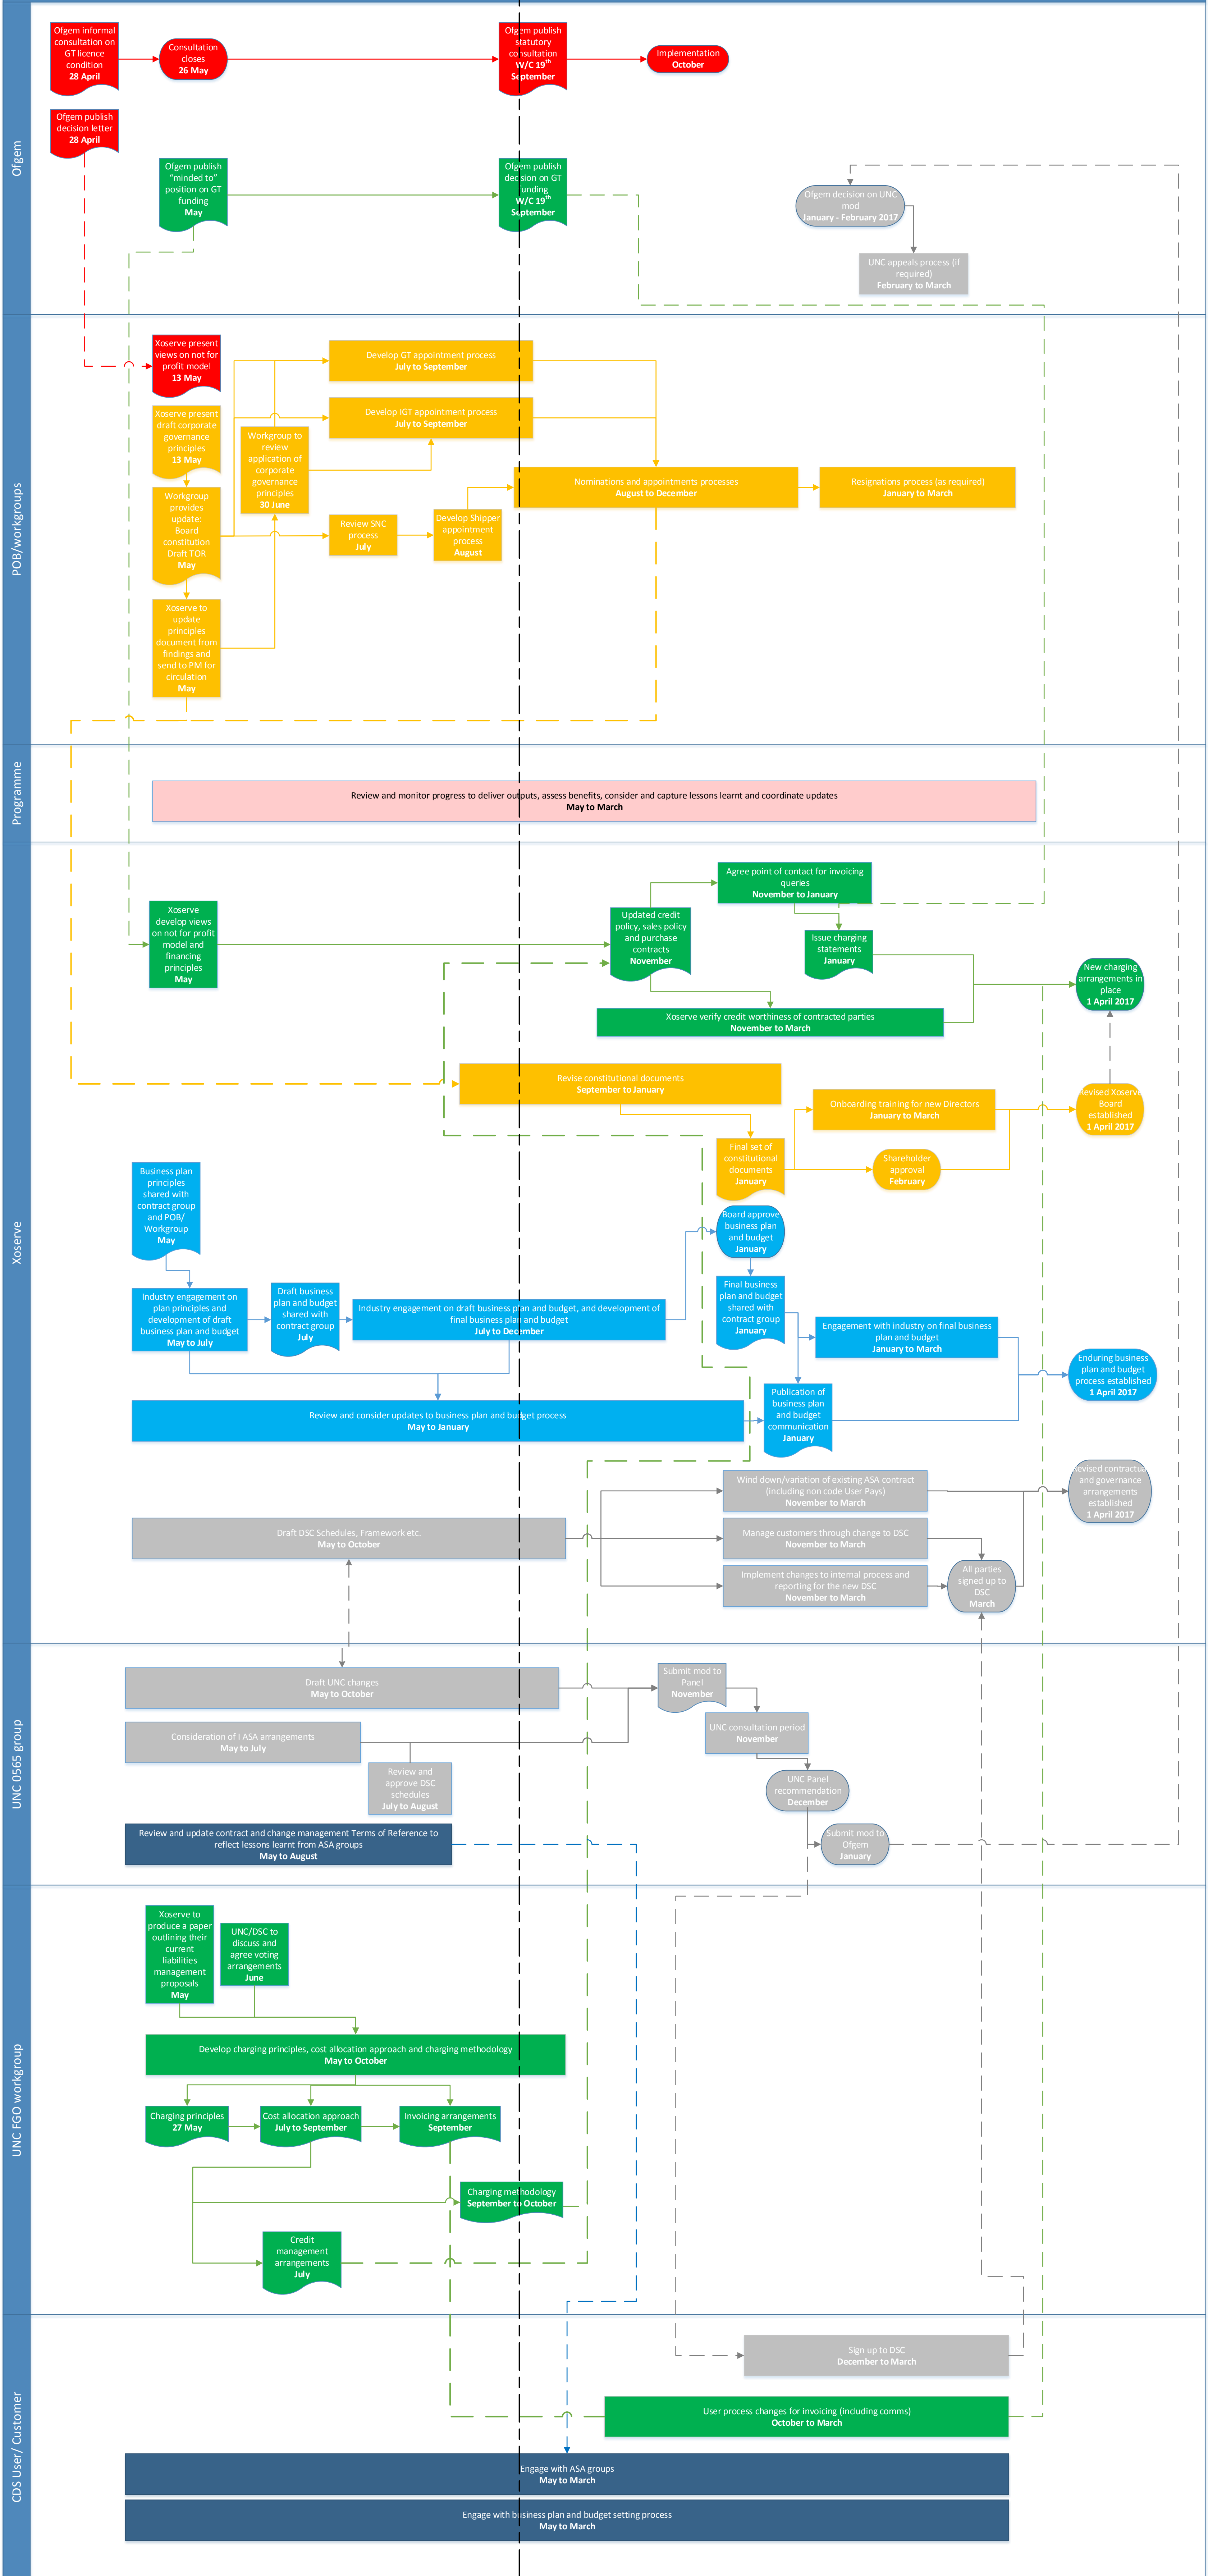 Ofgem
Ofgem informal
consultation on
GT licence
condition
28 April
Consultation
closes
26 May
Ofgem publish
statutory
consultation
W/C 19th
September
Implementation
October
Ofgem publish
decision letter
28 April
Ofgem publish
“minded to”
position on GT
funding
May
Ofgem publish
decision on GT
funding
W/C 19th
September
Ofgem decision on UNC
mod
January - February 2017
UNC appeals process (if
required)
February to March
POB/workgroups
Xoserve present
views on not for
profit model
13 May
Develop GT appointment process
July to September
Xoserve present
draft corporate
governance
principles
13 May
Develop IGT appointment process
July to September
Workgroup to
review
application of
corporate
governance
principles
30 June
Workgroup
provides
update:
Board
constitution
Draft TOR
May
Nominations and appointments processes
August to December
Resignations process (as required)
January to March
Review SNC
process
July
Develop Shipper
appointment
process
August
Xoserve to
update
principles
document from
findings and
send to PM for
circulation
May
Programme
Review and monitor progress to deliver outputs, assess benefits, consider and capture lessons learnt and coordinate updates
May to March
Xoserve
Agree point of contact for invoicing
queries
November to January
Xoserve
develop views
on not for profit
model and
financing
principles
May
Updated credit
policy, sales policy
and purchase
contracts
November
Issue charging
statements
January
New charging
arrangements in
place
1 April 2017
Xoserve verify credit worthiness of contracted parties
November to March
Revise constitutional documents
September to January
Onboarding training for new Directors
January to March
Revised Xoserve
Board
established
1 April 2017
Final set of
constitutional
documents
January
Shareholder
approval
February
Business plan
principles
shared with
contract group
and POB/
Workgroup
May
Board approve
business plan
and budget
January
Industry engagement on
plan principles and
development of draft
business plan and budget
May to July
Draft business
plan and budget
shared with
contract group
July
Industry engagement on draft business plan and budget, and development of
final business plan and budget
July to December
Final business
plan and budget
shared with
contract group
January
Engagement with industry on final business
plan and budget
January to March
Enduring business
plan and budget
process established
1 April 2017
Review and consider updates to business plan and budget process
May to January
Publication of
business plan
and budget
communication
January
Wind down/variation of existing ASA contract
(including non code User Pays)
November to March
Revised contractual
and governance
arrangements
established
1 April 2017
Draft DSC Schedules, Framework etc.
May to October
Manage customers through change to DSC
November to March
Implement changes to internal process and
reporting for the new DSC
November to March
All parties
signed up to
DSC
March
UNC 0565 group
Draft UNC changes
May to October
Submit mod to
Panel
November
Consideration of I ASA arrangements
May to July
UNC consultation period
November
Review and
approve DSC
schedules
July to August
UNC Panel
recommendation
December
Review and update contract and change management Terms of Reference to
reflect lessons learnt from ASA groups
May to August
Submit mod to
Ofgem
January
UNC FGO workgroup
Xoserve to
produce a paper
outlining their
current
liabilities
management
proposals
May
UNC/DSC to
discuss and
agree voting
arrangements
June
Develop charging principles, cost allocation approach and charging methodology
May to October
Charging principles
27 May
Cost allocation approach
July to September
Invoicing arrangements
September
Charging methodology
September to October
Credit
management
arrangements
July
CDS User/ Customer
Sign up to DSC
December to March
User process changes for invoicing (including comms)
October to March
Engage with ASA groups
May to March
Engage with business plan and budget setting process
May to March